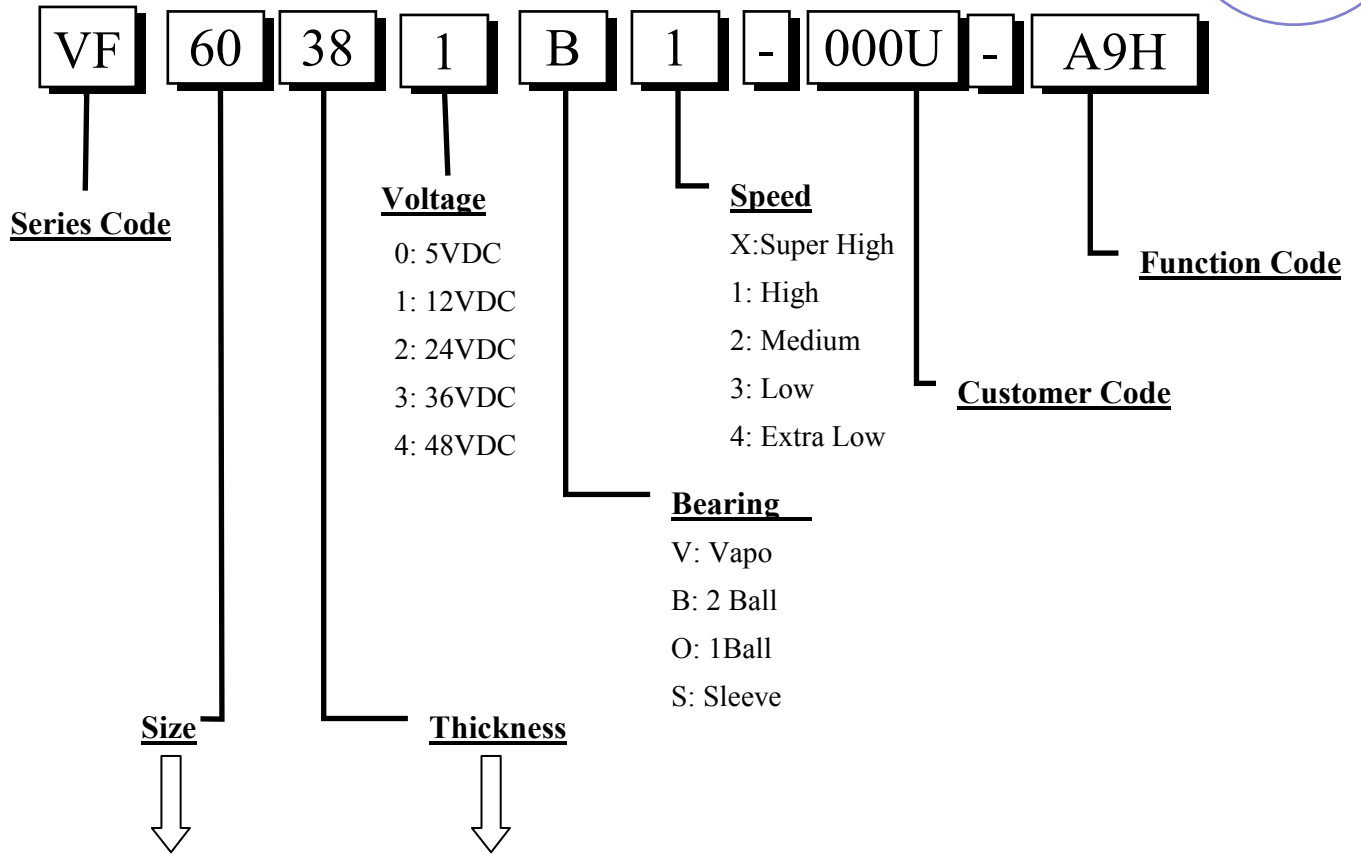 VF 60 38 1 B 1 - 000U - A9H
Series Code
Voltage
0: 5VDC
1: 12VDC
2: 24VDC
3: 36VDC
4: 48VDC
Speed
X:Super High
1: High
2: Medium
3: Low
4: Extra Low
Function Code
Customer Code
Bearing
V: Vapo
B: 2 Ball
O: 1Ball
S: Sleeve
Size
Thickness